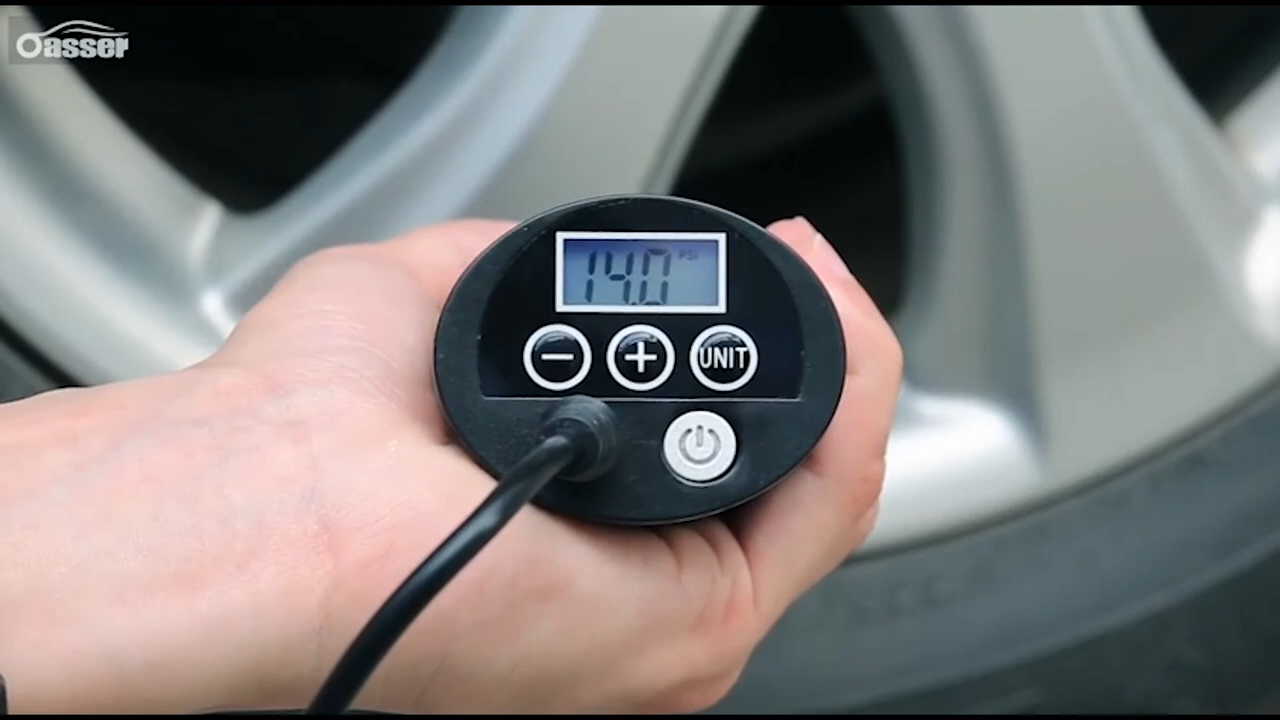 Oasser
14.0 PSI
− + UNIT